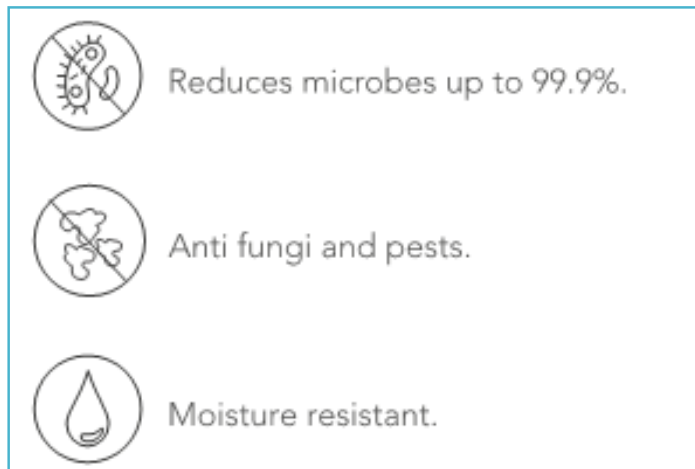 Reduces microbes up to 99.9%.
Anti fungi and pests.
Moisture resistant.